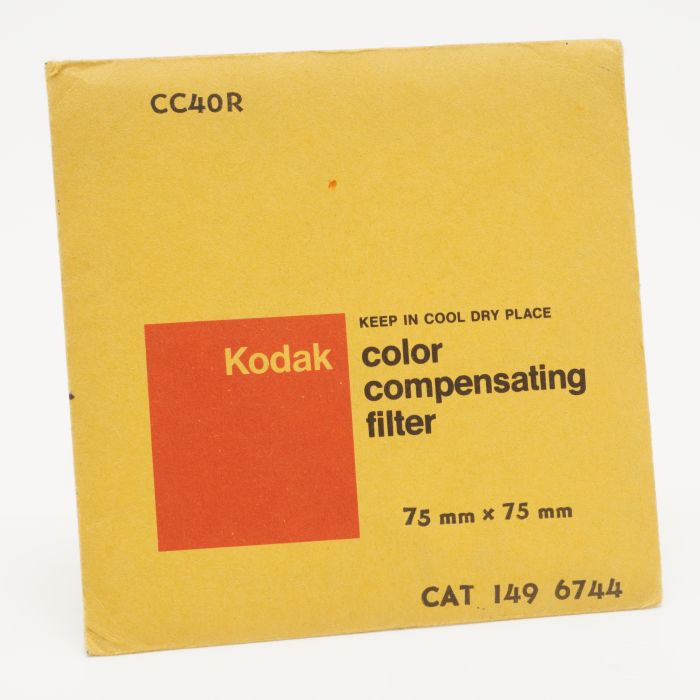 CC40R
KEEP IN COOL DRY PLACE
Kodak
color
compensating
filter
75 mm × 75 mm
CAT 149 6744